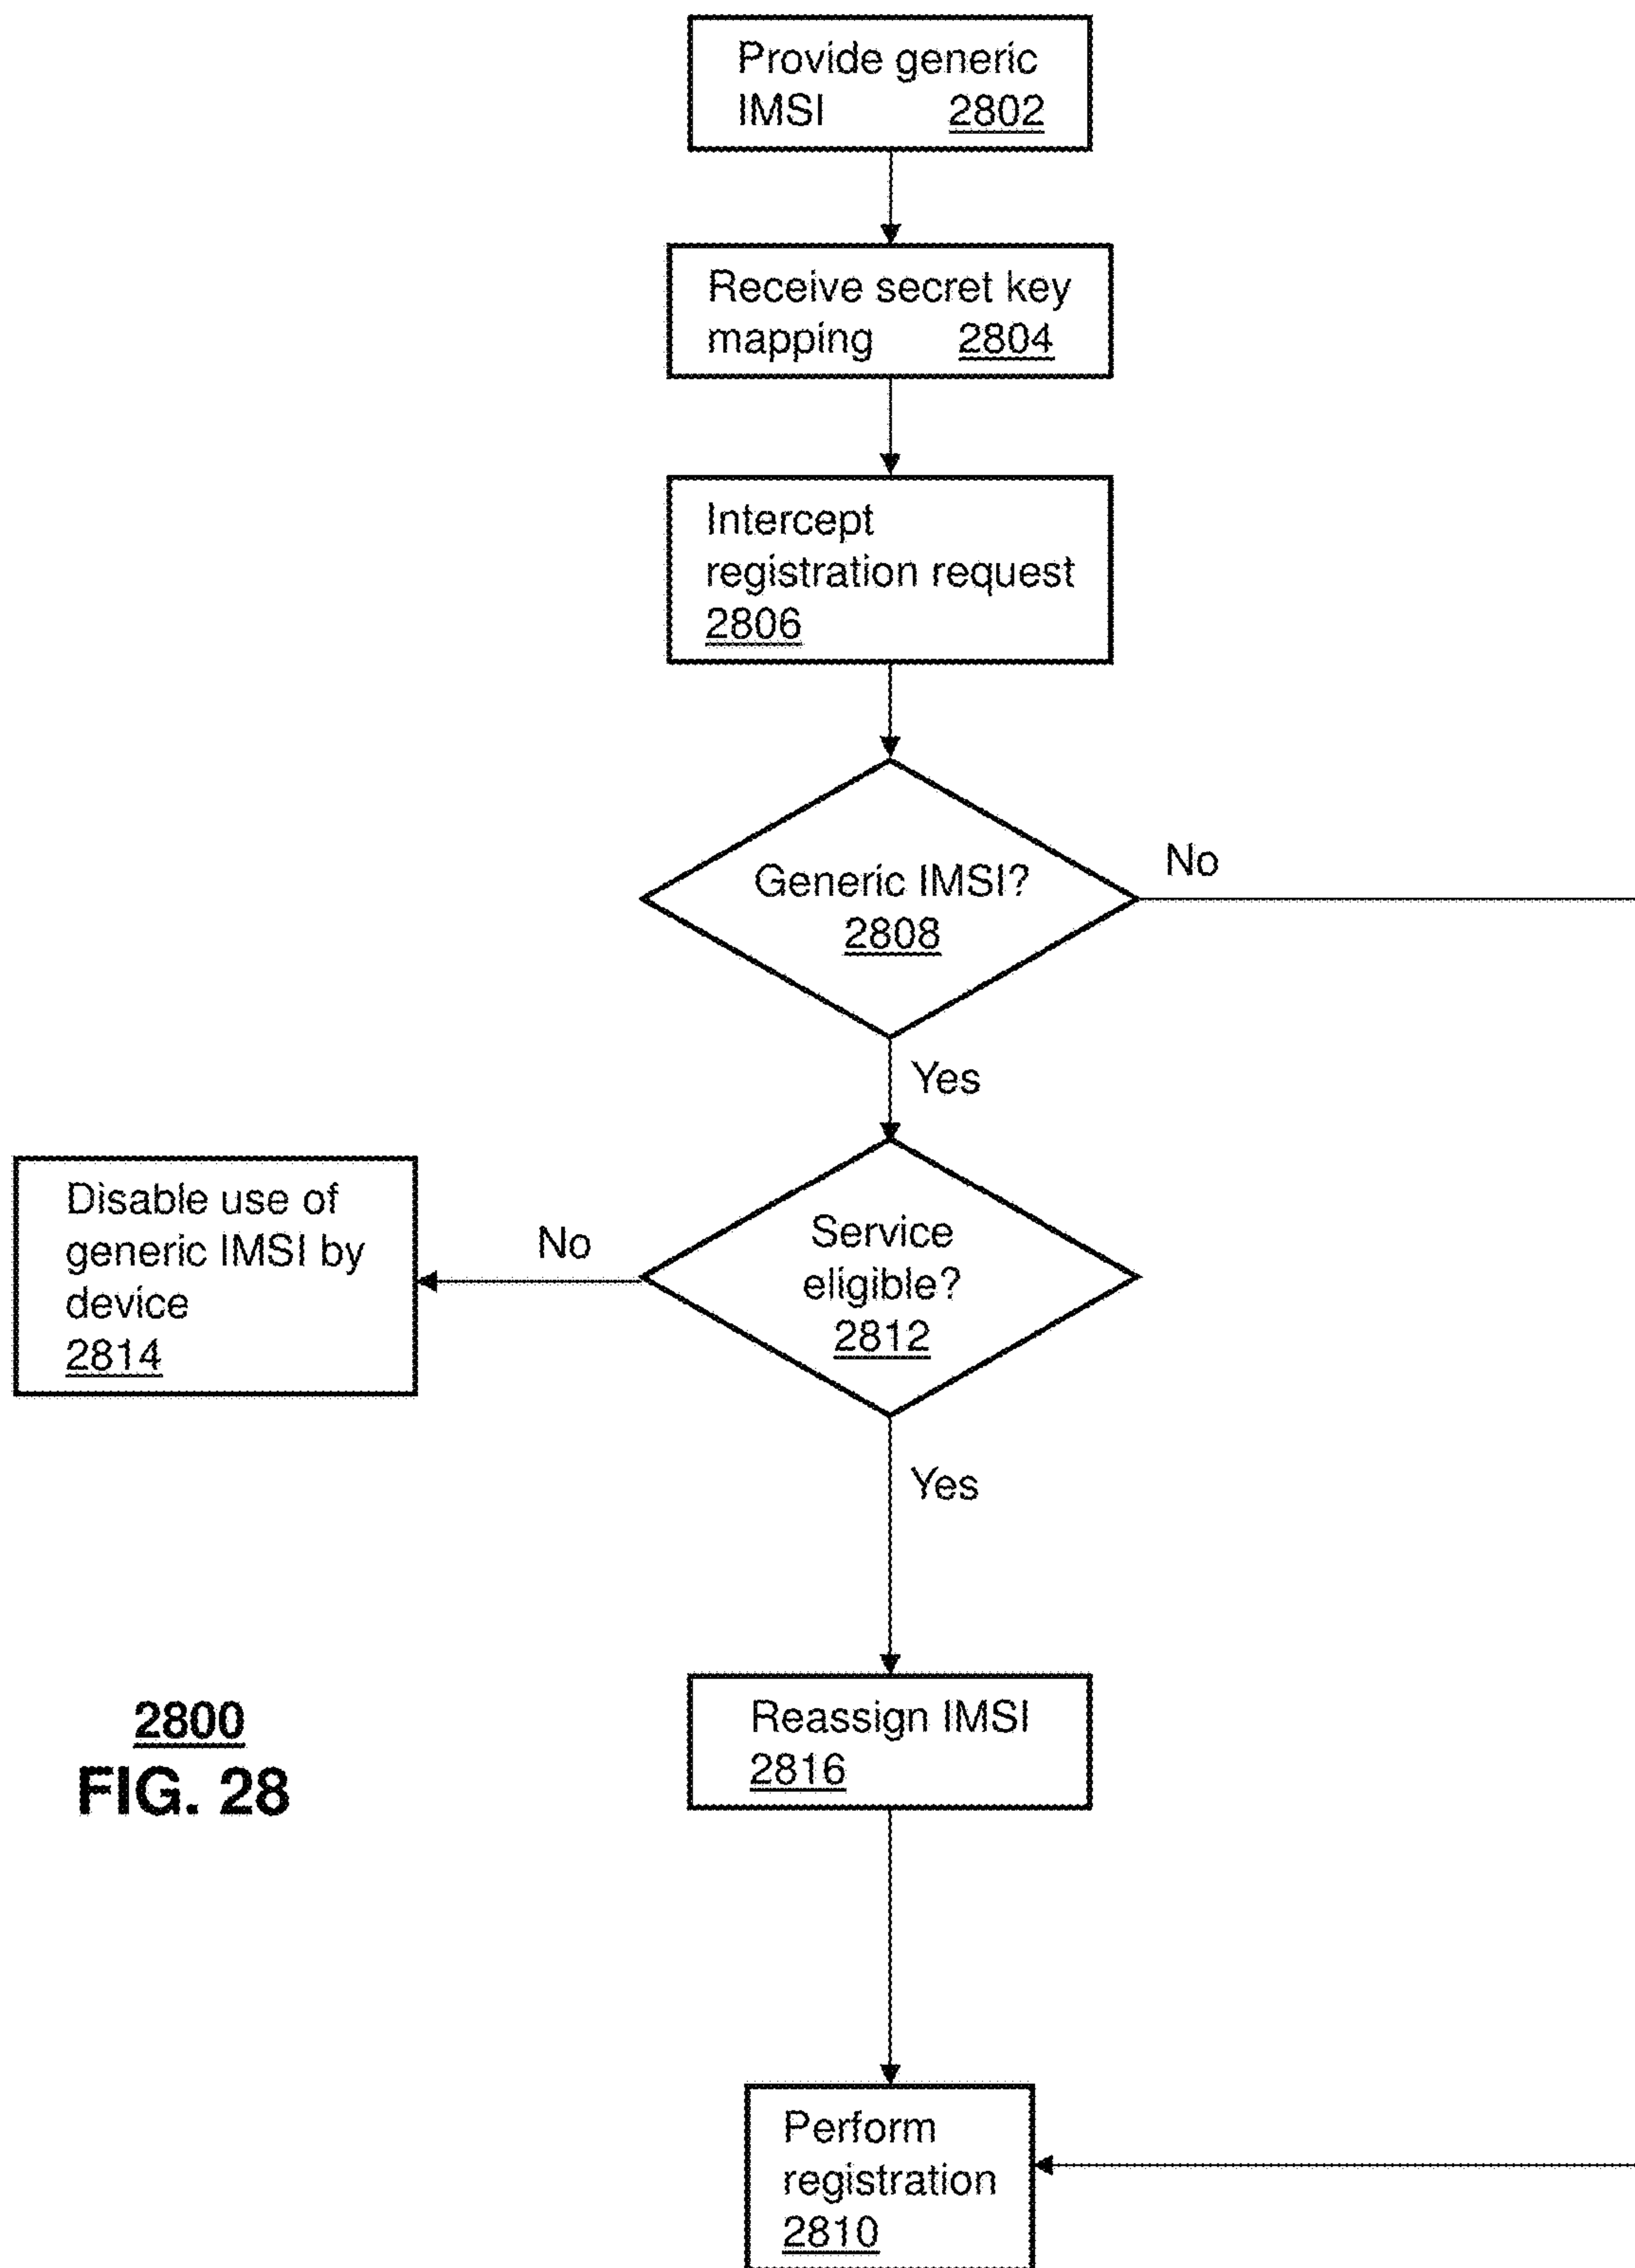 Provide generic
IMSI 2802
Receive secret key
mapping 2804
Intercept
registration request
2806
Generic IMSI?
2808
No
Yes
Disable use of
generic IMSI by
device
2814
No
Service
eligible?
2812
Yes
Reassign IMSI
2816
2800
FIG. 28
Perform
registration
2810